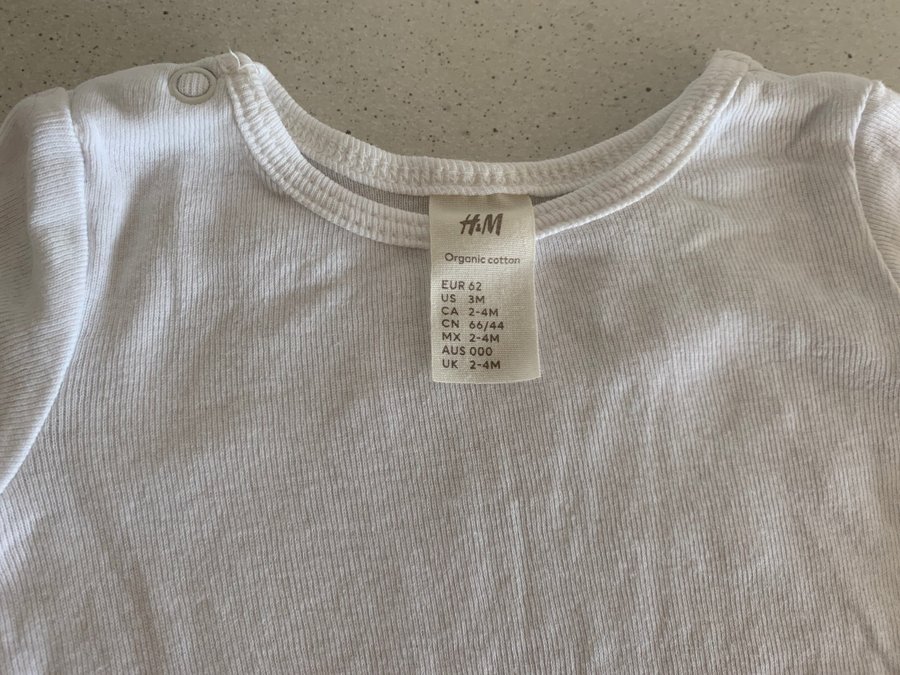 H&M
Organic cotton
EUR 62
US 3M
CA 2-4M
CN 66/44
MX 2-4M
AUS 000
UK 2-4M